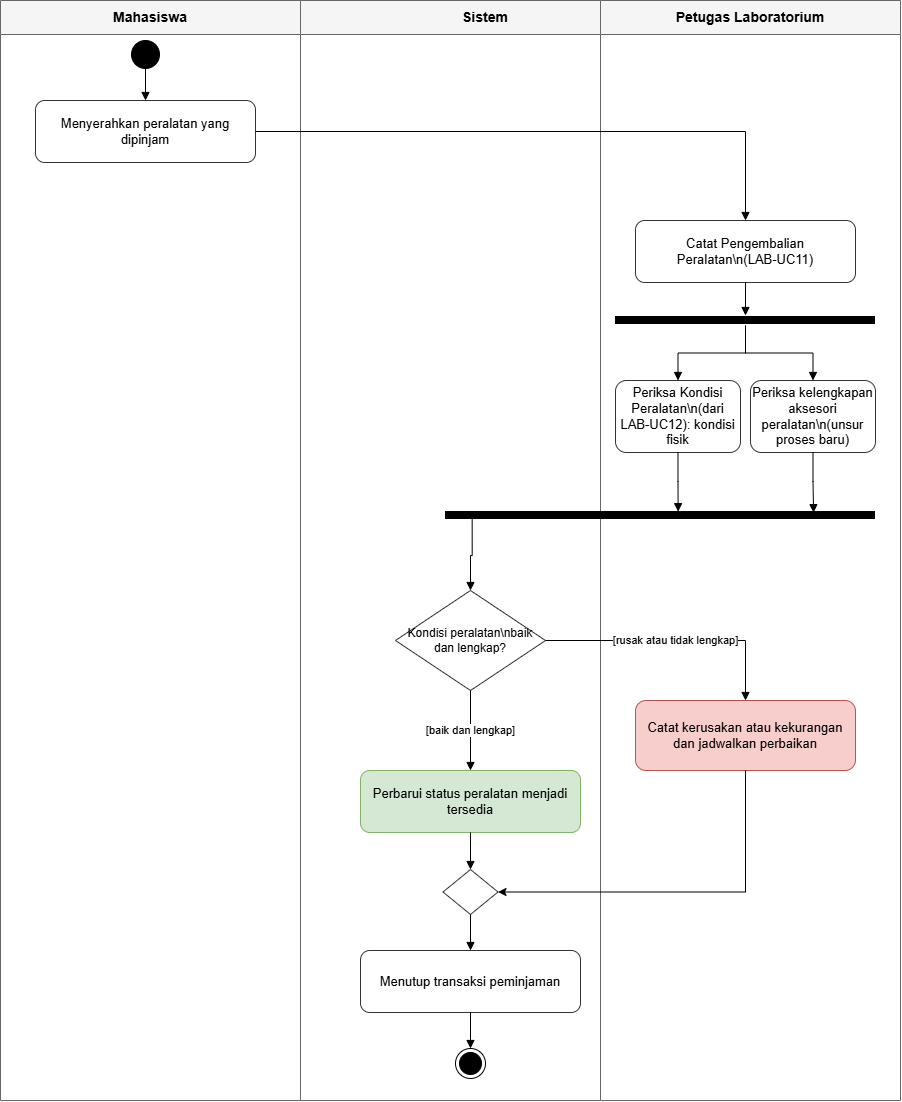 Mahasiswa
Sistem
Petugas Laboratorium
Menyerahkan peralatan yang
dipinjam
Catat Pengembalian
Peralatan\n(LAB-UC11)
Periksa Kondisi
Peralatan\n(dari
LAB-UC12): kondisi
fisik
Periksa kelengkapan
aksesori
peralatan\n(unsur
proses baru)
Kondisi peralatan\nbaik
dan lengkap?
[rusak atau tidak lengkap]
[baik dan lengkap]
Catat kerusakan atau kekurangan
dan jadwalkan perbaikan
Perbarui status peralatan menjadi
tersedia
Menutup transaksi peminjaman